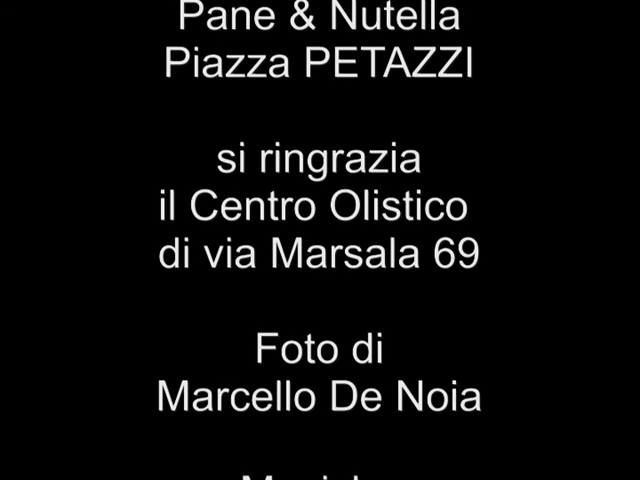 Pane & Nutella
Piazza PETAZZI
si ringrazia
il Centro Olistico
di via Marsala 69
Foto di
Marcello De Noia